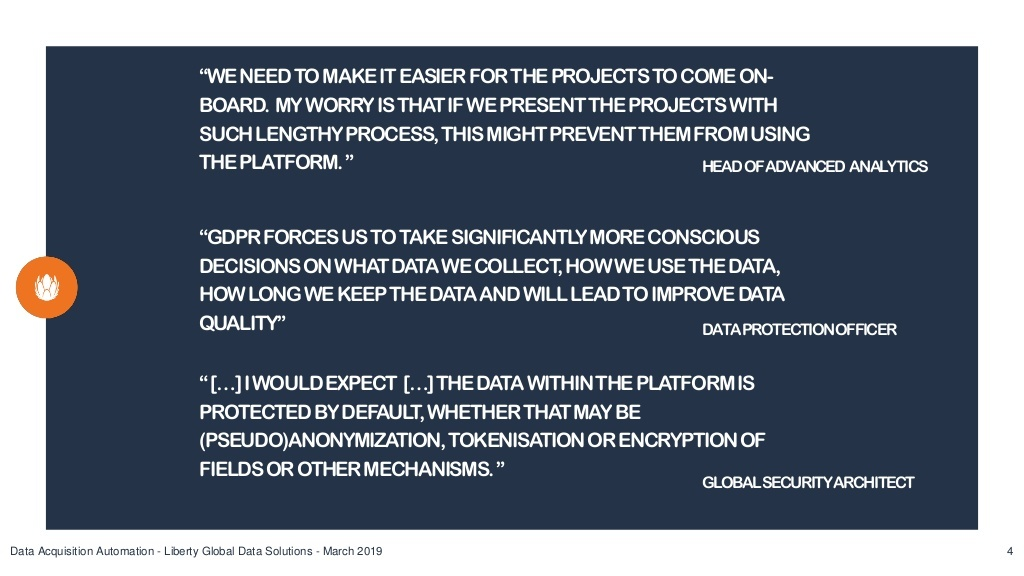 “WE NEED TO MAKE IT EASIER FOR THE PROJECTS TO COME ON-
BOARD. MY WORRY IS THAT IF WE PRESENT THE PROJECTS WITH
SUCH LENGTHY PROCESS, THIS MIGHT PREVENT THEM FROM USING
THE PLATFORM. ”
HEAD OF ADVANCED ANALYTICS
“GDPR FORCES US TO TAKE SIGNIFICANTLY MORE CONSCIOUS
DECISIONS ON WHAT DATA WE COLLECT, HOW WE USE THE DATA,
HOW LONG WE KEEP THE DATA AND WILL LEAD TO IMPROVE DATA
QUALITY”
DATA PROTECTION OFFICER
“ […] I WOULD EXPECT […] THE DATA WITHIN THE PLATFORM IS
PROTECTED BY DEFAULT, WHETHER THAT MAY BE
(PSEUDO)ANONYMIZATION, TOKENISATION OR ENCRYPTION OF
FIELDS OR OTHER MECHANISMS. ”
GLOBAL SECURITY ARCHITECT
Data Acquisition Automation - Liberty Global Data Solutions - March 2019
4